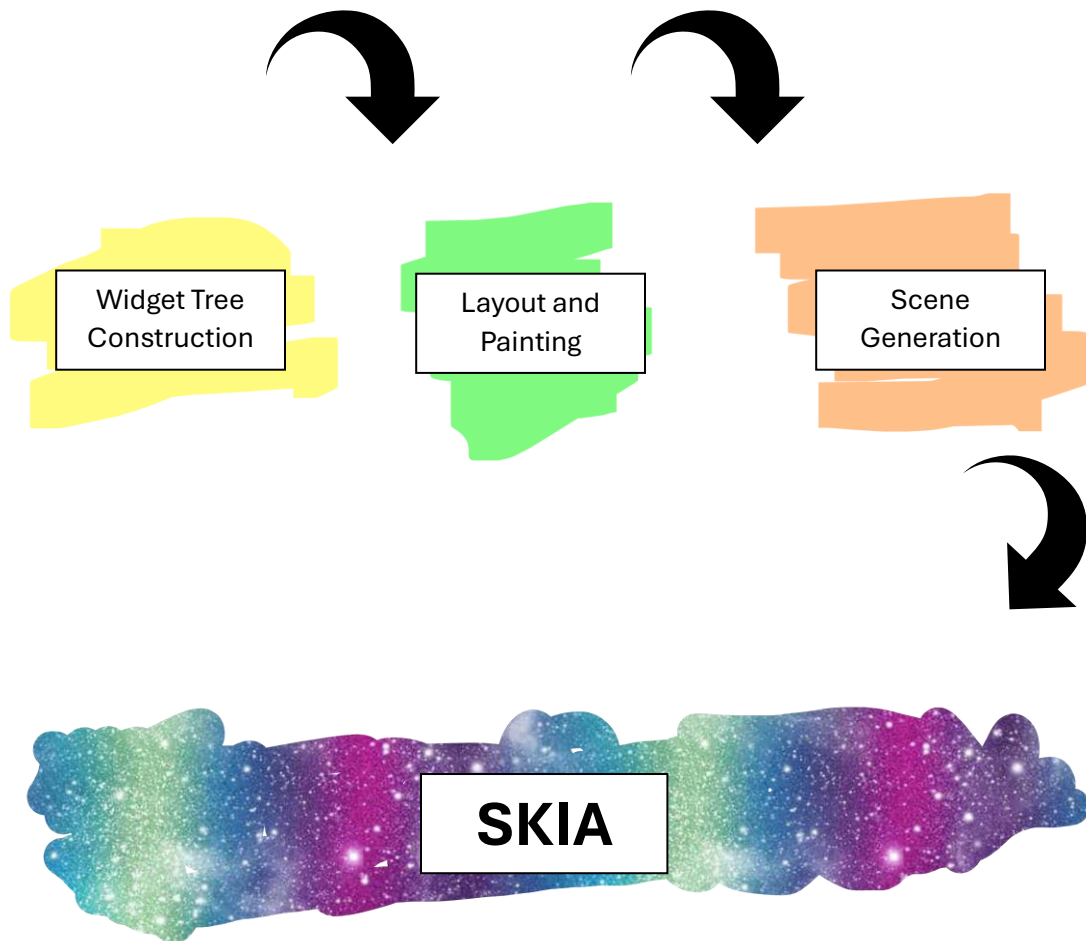 Widget Tree
Construction
Layout and
Painting
Scene
Generation
SKIA